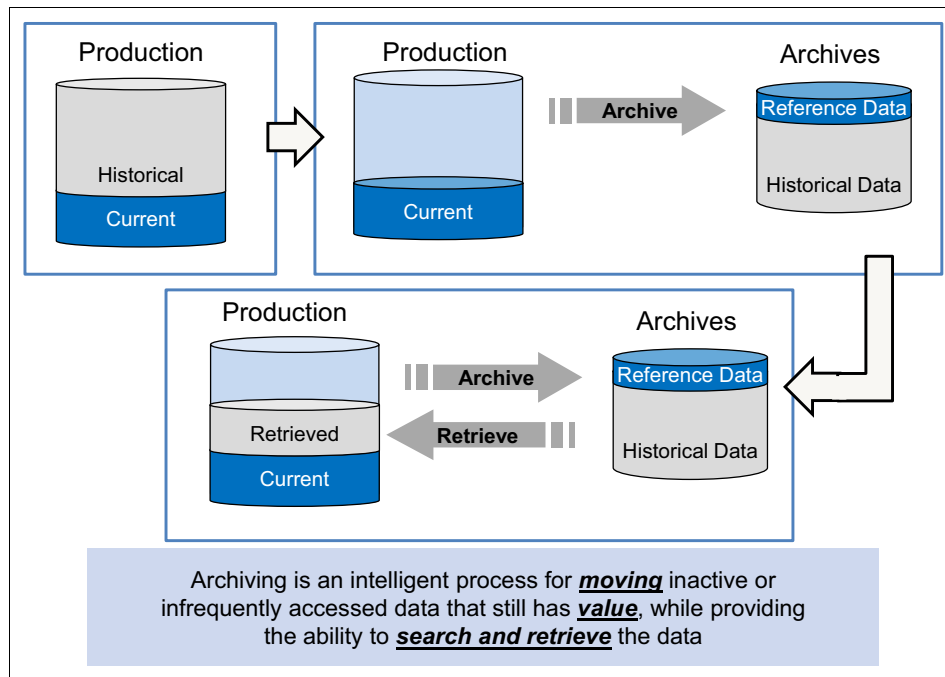 Production
Historical
Current
Production
Current
Archive
Archives
Reference Data
Historical Data
Production
Retrieved
Current
Archive
Retrieve
Archives
Reference Data
Historical Data
Archiving is an intelligent process for moving inactive or
infrequently accessed data that still has value, while providing
the ability to search and retrieve the data